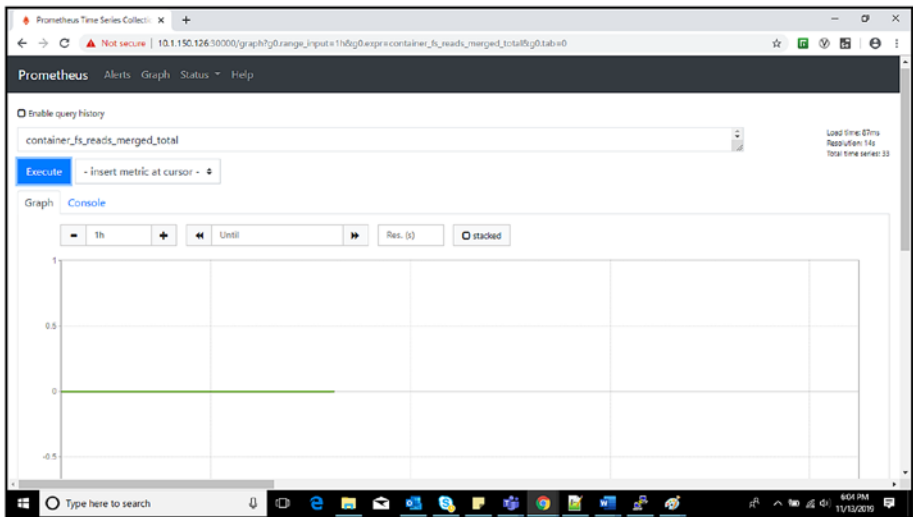 Prometheus Time Series Collectic
Not secure | 10.1.150.126:30000/graph?g0.range_input=1h&g0.expr=container_fs_reads_merged_total&g0.tab=0
Prometheus Alerts Graph Status Help
Enable query history
container_fs_reads_merged_total
Load time: 87ms
Resolution: 14s
Total time series: 33
Execute - insert metric at cursor -
Graph Console
1h Until Res. (s) stacked
1
0.5
0
-0.5
Type here to search
6:04 PM
11/13/2019